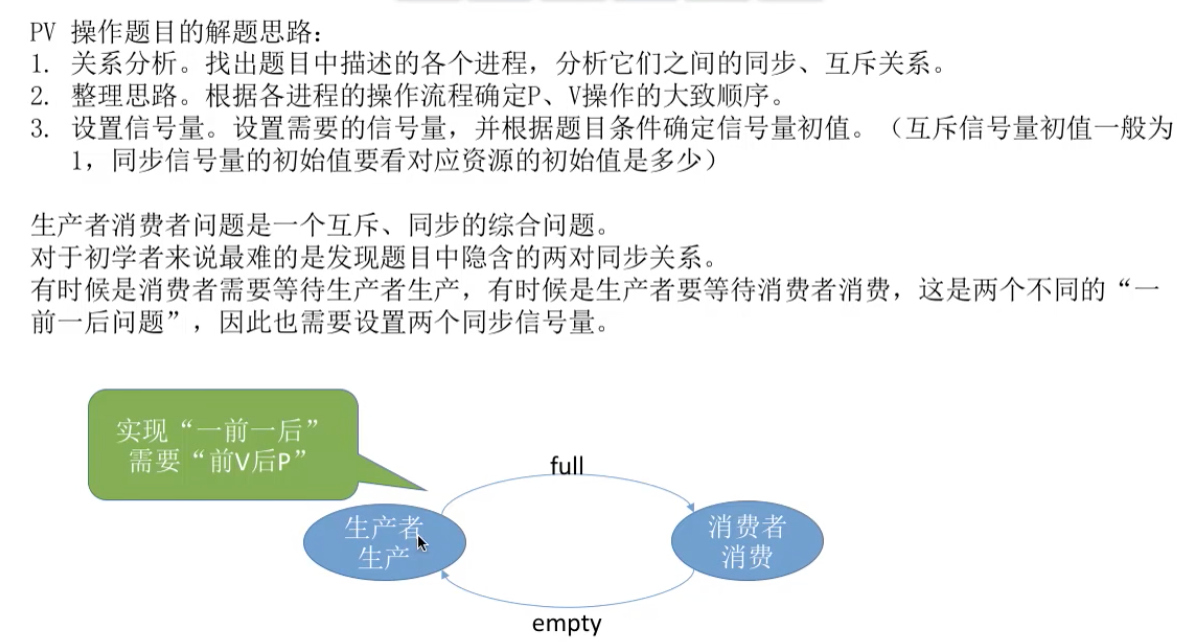 PV 操作题目的解题思路：
1. 关系分析。找出题目中描述的各个进程，分析它们之间的同步、互斥关系。
2. 整理思路。根据各进程的操作流程确定P、V操作的大致顺序。
3. 设置信号量。设置需要的信号量，并根据题目条件确定信号量初值。（互斥信号量初值一般为
1，同步信号量的初始值要看对应资源的初始值是多少）
生产者消费者问题是一个互斥、同步的综合问题。
对于初学者来说最难的是发现题目中隐含的两对同步关系。
有时候是消费者需要等待生产者生产，有时候是生产者要等待消费者消费，这是两个不同的“一
前一后问题”，因此也需要设置两个同步信号量。
实现“一前一后”
需要“前V后P”
full
生产者
生产
消费者
消费
empty